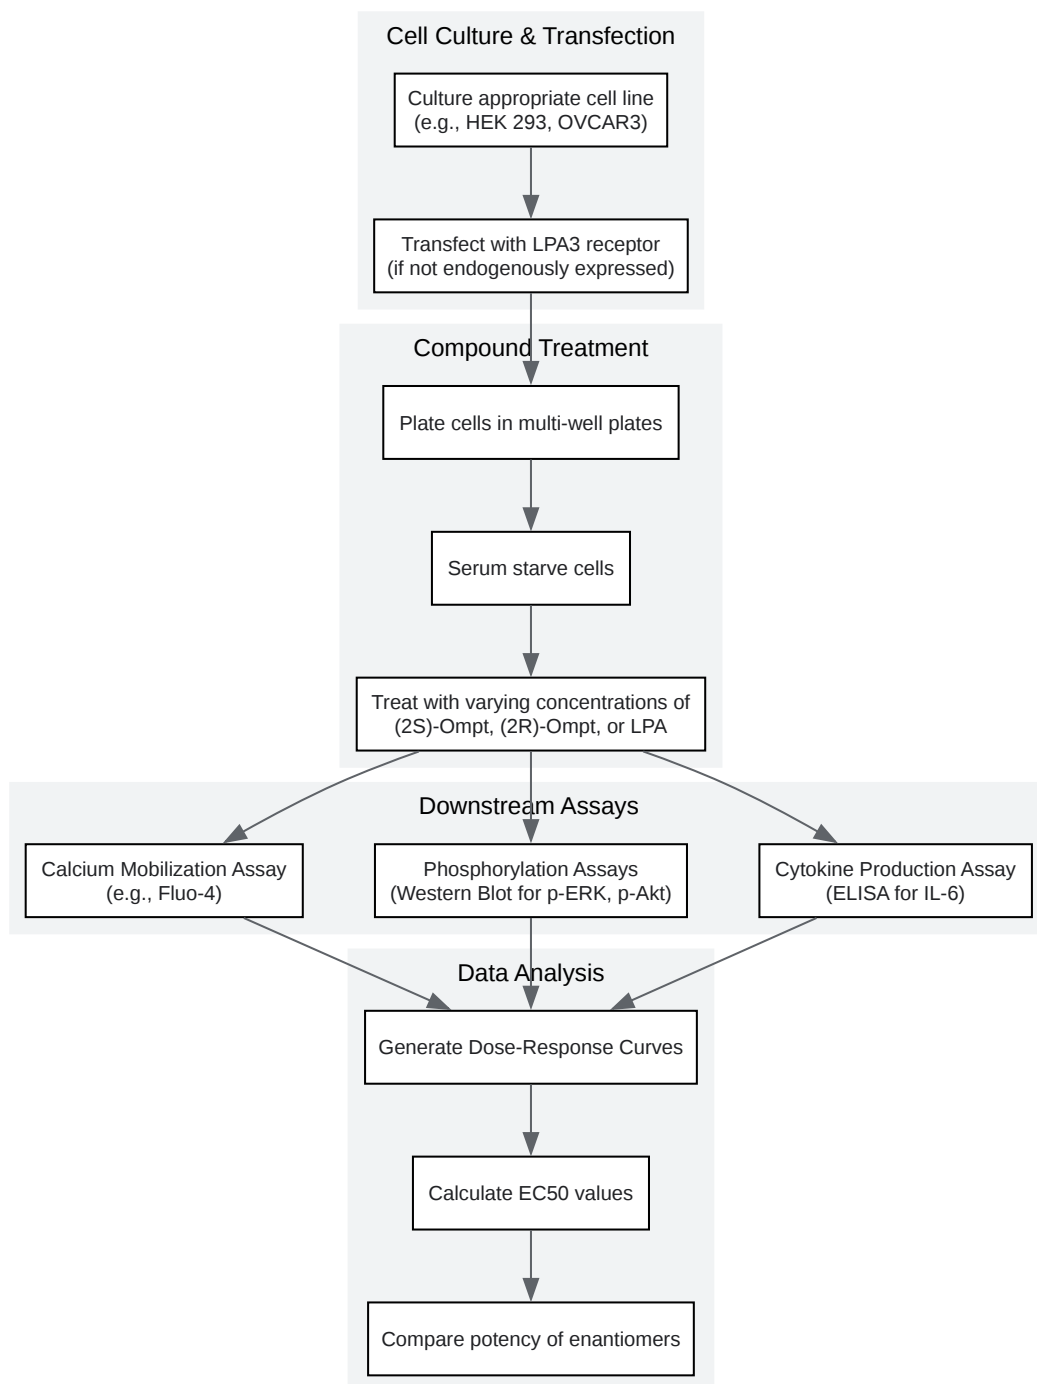 Cell Culture & Transfection
Culture appropriate cell line
(e.g., HEK 293, OVCAR3)
Transfect with LPA3 receptor
(if not endogenously expressed)
Compound Treatment
Plate cells in multi-well plates
Serum starve cells
Treat with varying concentrations of
(2S)-Ompt, (2R)-Ompt, or LPA
Downstream Assays
Calcium Mobilization Assay
(e.g., Fluo-4)
Phosphorylation Assays
(Western Blot for p-ERK, p-Akt)
Cytokine Production Assay
(ELISA for IL-6)
Data Analysis
Generate Dose-Response Curves
Calculate EC50 values
Compare potency of enantiomers